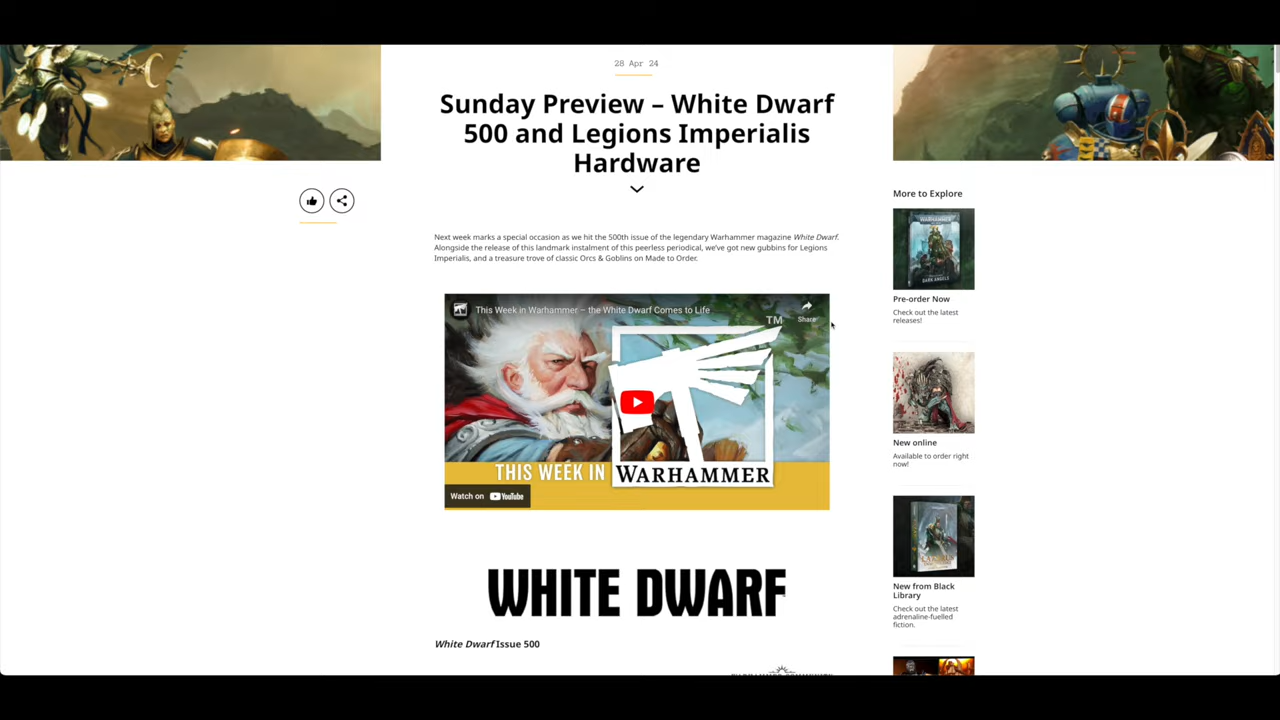 28 Apr 24
Sunday Preview – White Dwarf
500 and Legions Imperialis
Hardware
Next week marks a special occasion as we hit the 500th issue of the legendary Warhammer magazine White Dwarf.
Alongside the release of this landmark instalment of this peerless periodical, we've got new gubbins for Legions
Imperialis, and a treasure trove of classic Orcs & Goblins on Made to Order.
This Week in Warhammer – the White Dwarf Comes to Life
Share
TM
THIS WEEK IN WARHAMMER
Watch on YouTube
WHITE DWARF
White Dwarf Issue 500
More to Explore
WARHAMMER
DARK ANGELS
Pre-order Now
Check out the latest
releases!
New online
Available to order right
now!
New from Black
Library
Check out the latest
adrenaline-fuelled
fiction.